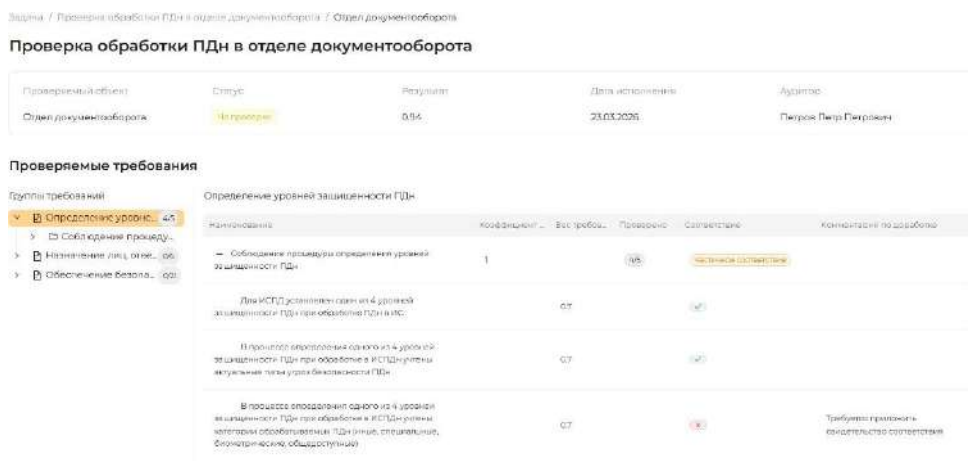 Задачи / Проверка обработки ПДн в отделе документооборота / Отдел документооборота
Проверка обработки ПДн в отделе документооборота
Проверяемый объект Статус Результат Дата исполнения Аудитор
Отдел документооборота На проверке 0,94 23.03.2026 Петров Петр Петрович
Проверяемые требования
Группы требований
Определение уровне... 4/5
Соблюдение процеду...
Назначение лиц, отве...
Обеспечение безопа...
Определение уровней защищенности ПДн
Наименование Коэффициент ... Вес требов... Проверено Соответствие Комментарий по доработке
— Соблюдение процедуры определения уровней
защищенности ПДн
1 4/5 Частичное соответствие
Для ИСПД установлен один из 4 уровней
защищенности ПДн при обработке ПДн в ИС
0,7
В процессе определения одного из 4 уровней
защищенности ПДн при обработке в ИСПДн учтены
актуальные типы угроз безопасности ПДн
0,7
В процессе определения одного из 4 уровней
защищенности ПДн при обработке в ИСПДн учтены
категории обрабатываемых ПДн (иные, специальные,
биометрические, общедоступные)
0,7
Требуется приложить
свидетельство соответствия